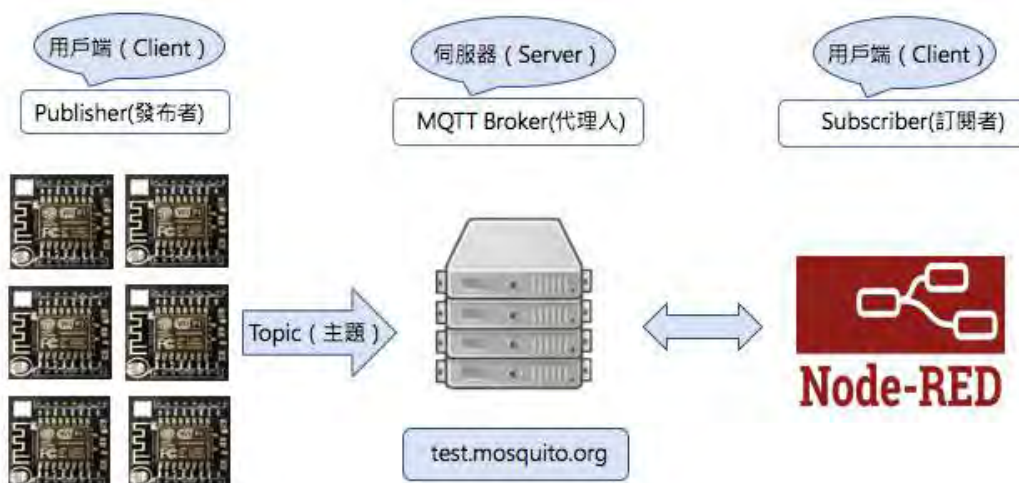 用戶端（Client）
伺服器（Server）
用戶端（Client）
Publisher(發布者)
MQTT Broker(代理人)
Subscriber(訂閱者)
Topic（主題）
Node-RED
test.mosquito.org